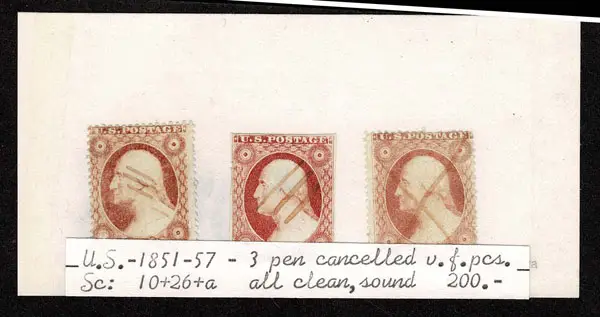 U.S. POSTAGE U.S. POSTAGE U.S. POSTAGE
U.S.-1851-57 - 3 pen cancelled v.f. pcs.
Sc: 10+26+a all clean, sound 200.-